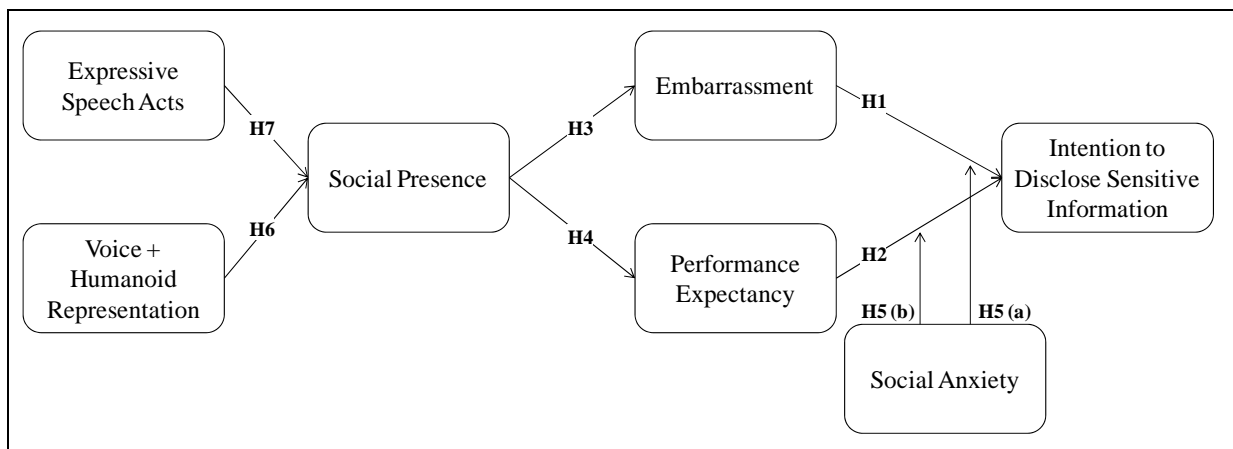 Expressive
Speech Acts
H7
Voice +
Humanoid
Representation
H6
Social Presence
H3
H4
Embarrassment
H1
Performance
Expectancy
H2
Intention to
Disclose Sensitive
Information
H5 (b)
H5 (a)
Social Anxiety